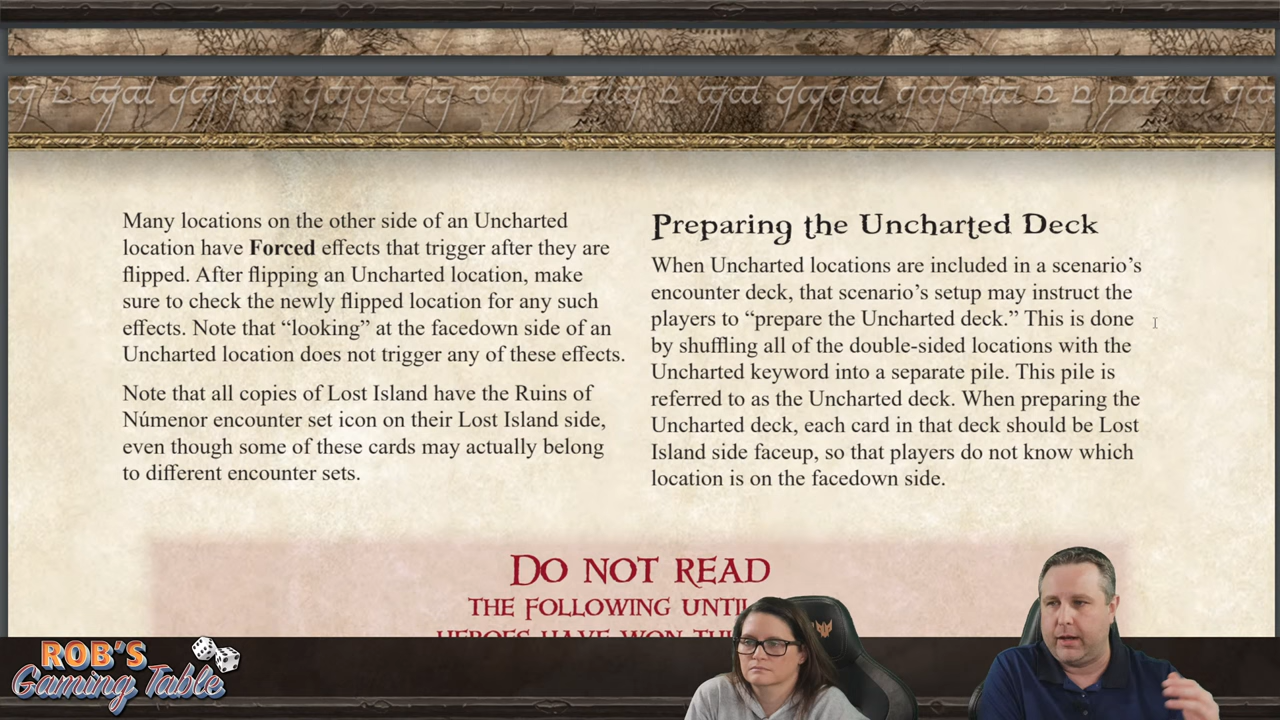 Many locations on the other side of an Uncharted
location have Forced effects that trigger after they are
flipped. After flipping an Uncharted location, make
sure to check the newly flipped location for any such
effects. Note that “looking” at the facedown side of an
Uncharted location does not trigger any of these effects.
Note that all copies of Lost Island have the Ruins of
Númenor encounter set icon on their Lost Island side,
even though some of these cards may actually belong
to different encounter sets.
Preparing the Uncharted Deck
When Uncharted locations are included in a scenario’s
encounter deck, that scenario’s setup may instruct the
players to “prepare the Uncharted deck.” This is done
by shuffling all of the double-sided locations with the
Uncharted keyword into a separate pile. This pile is
referred to as the Uncharted deck. When preparing the
Uncharted deck, each card in that deck should be Lost
Island side faceup, so that players do not know which
location is on the facedown side.
DO NOT READ
THE FOLLOWING UNTIL
HEROES HAVE WON
ROB'S
Gaming Table